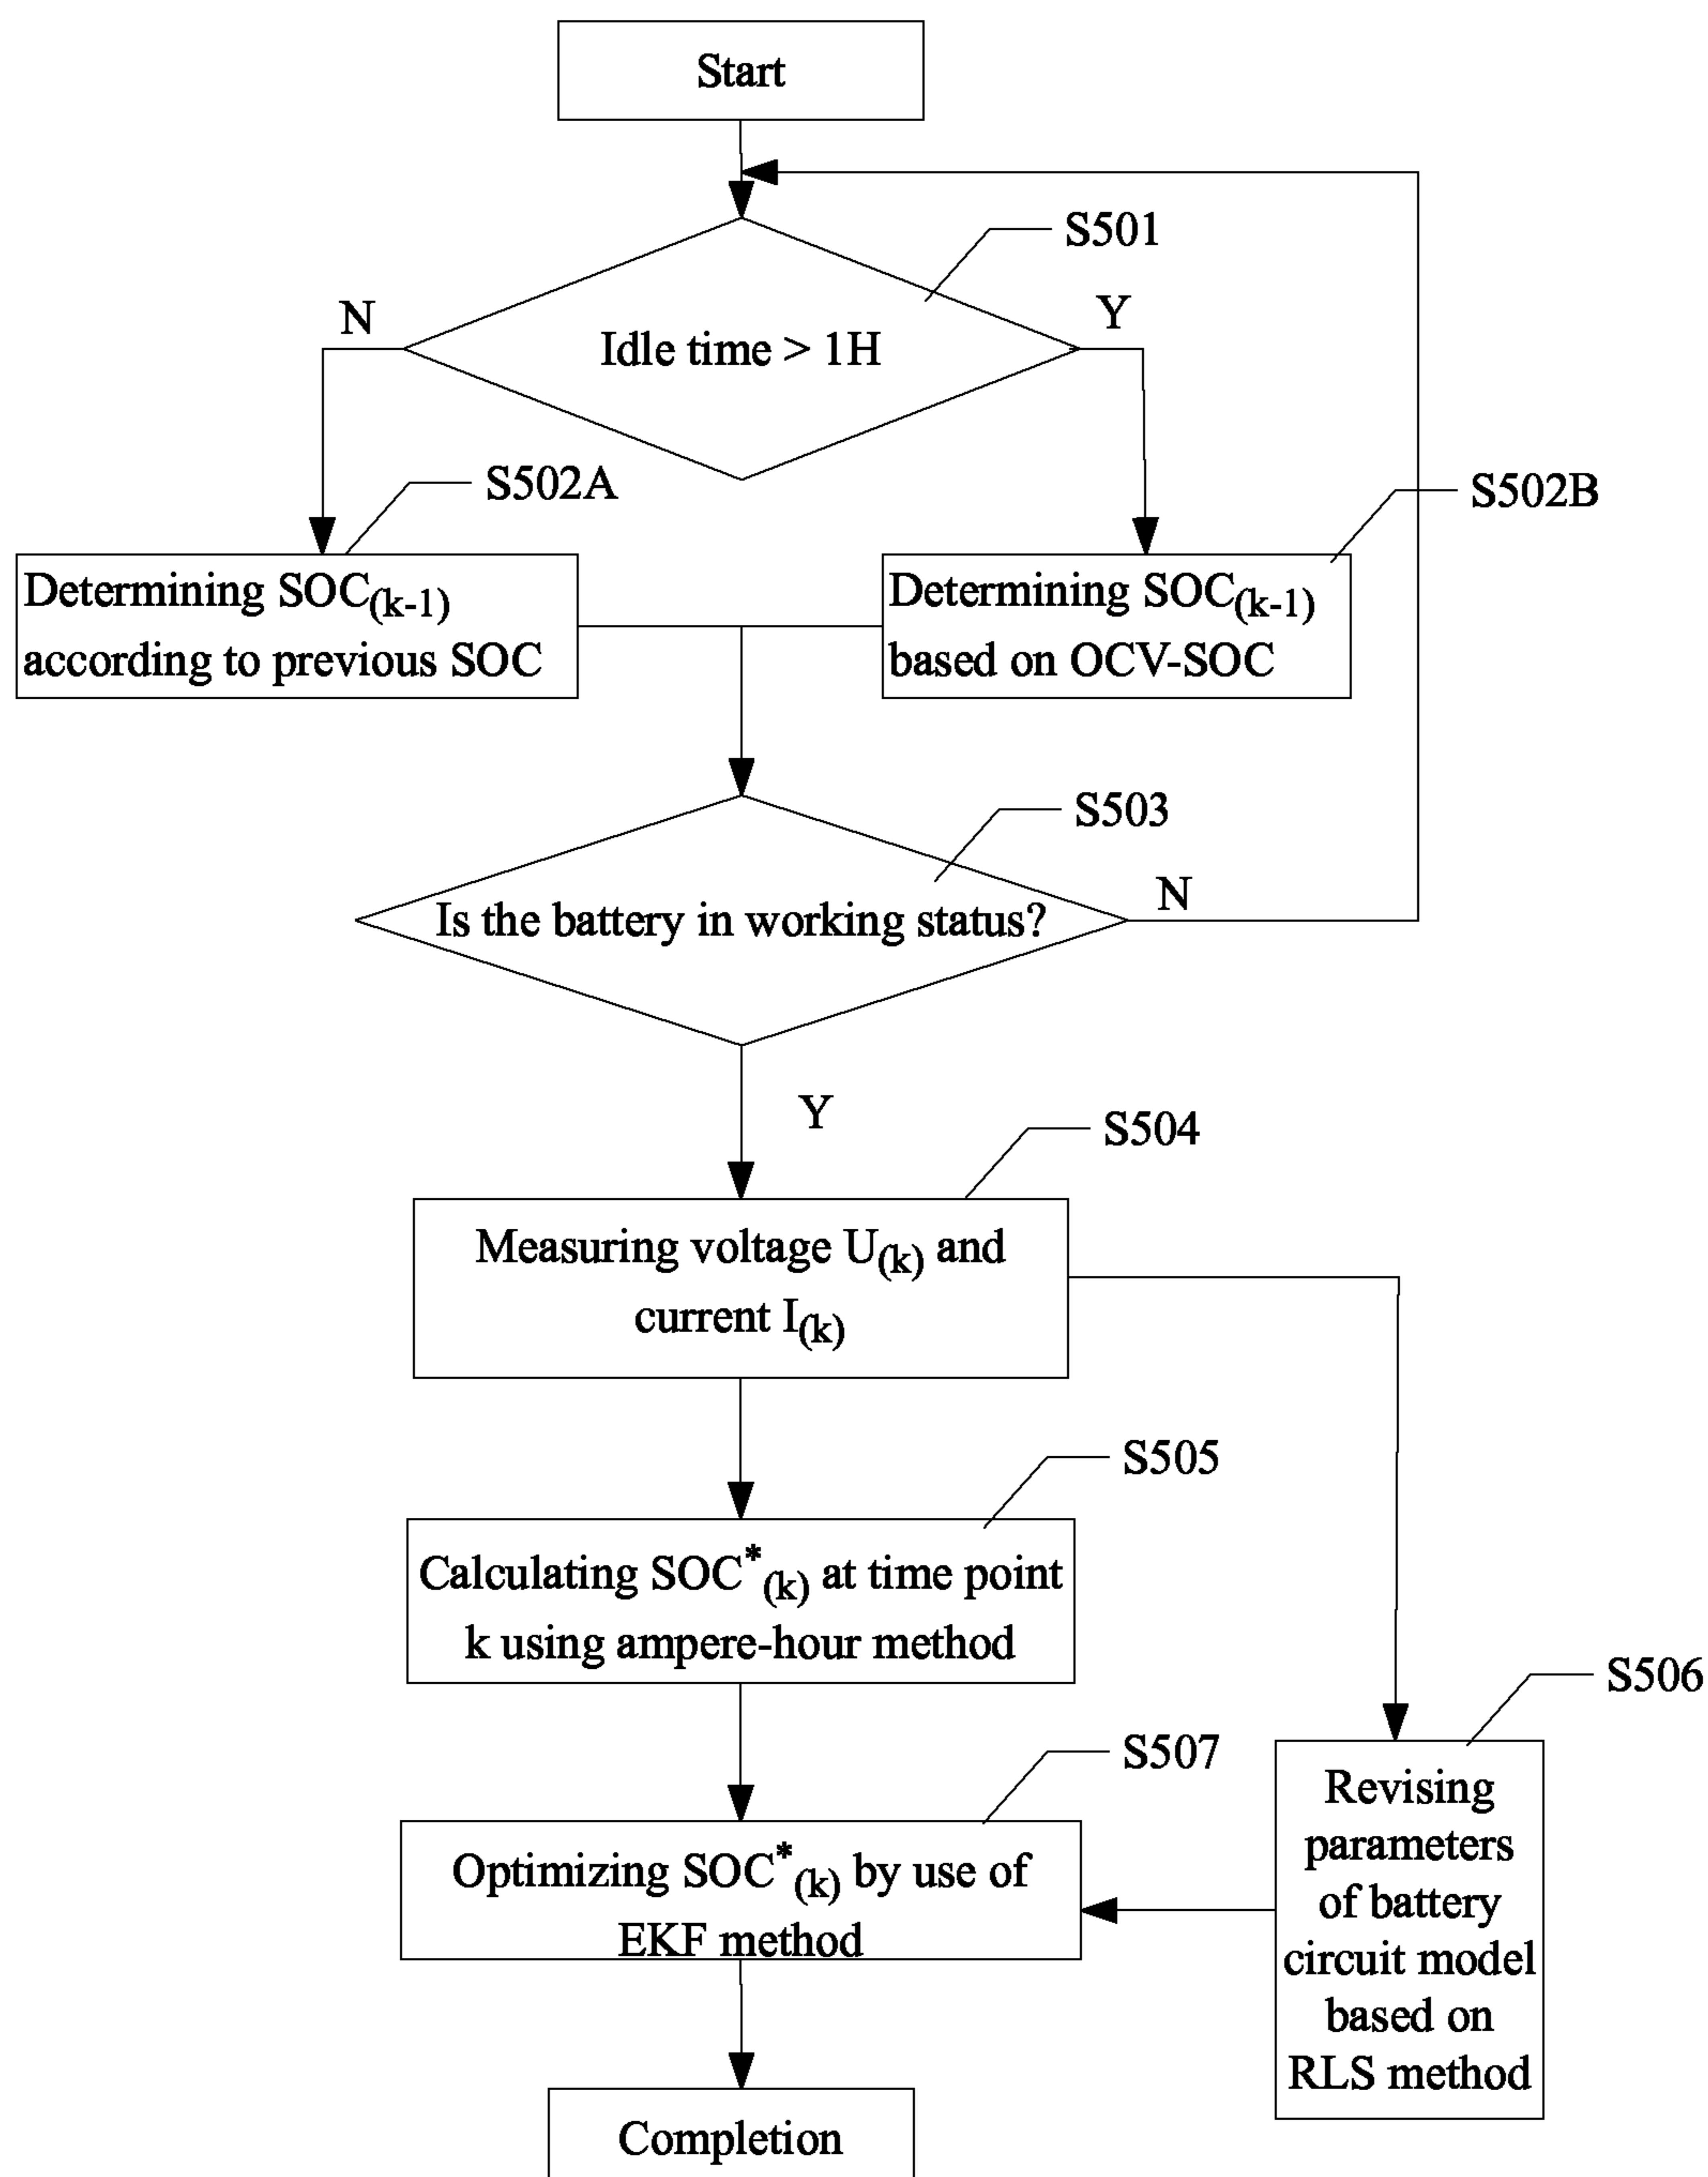 Start
S501
N
Y
Idle time > 1H
S502A
S502B
Determining SOC(k-1)
according to previous SOC
Determining SOC(k-1)
based on OCV-SOC
S503
Is the battery in working status?
N
Y
S504
Measuring voltage U(k) and
current I(k)
S505
Calculating SOC*(k) at time point
k using ampere-hour method
S506
S507
Optimizing SOC*(k) by use of
EKF method
Revising
parameters
of battery
circuit model
based on
RLS method
Completion